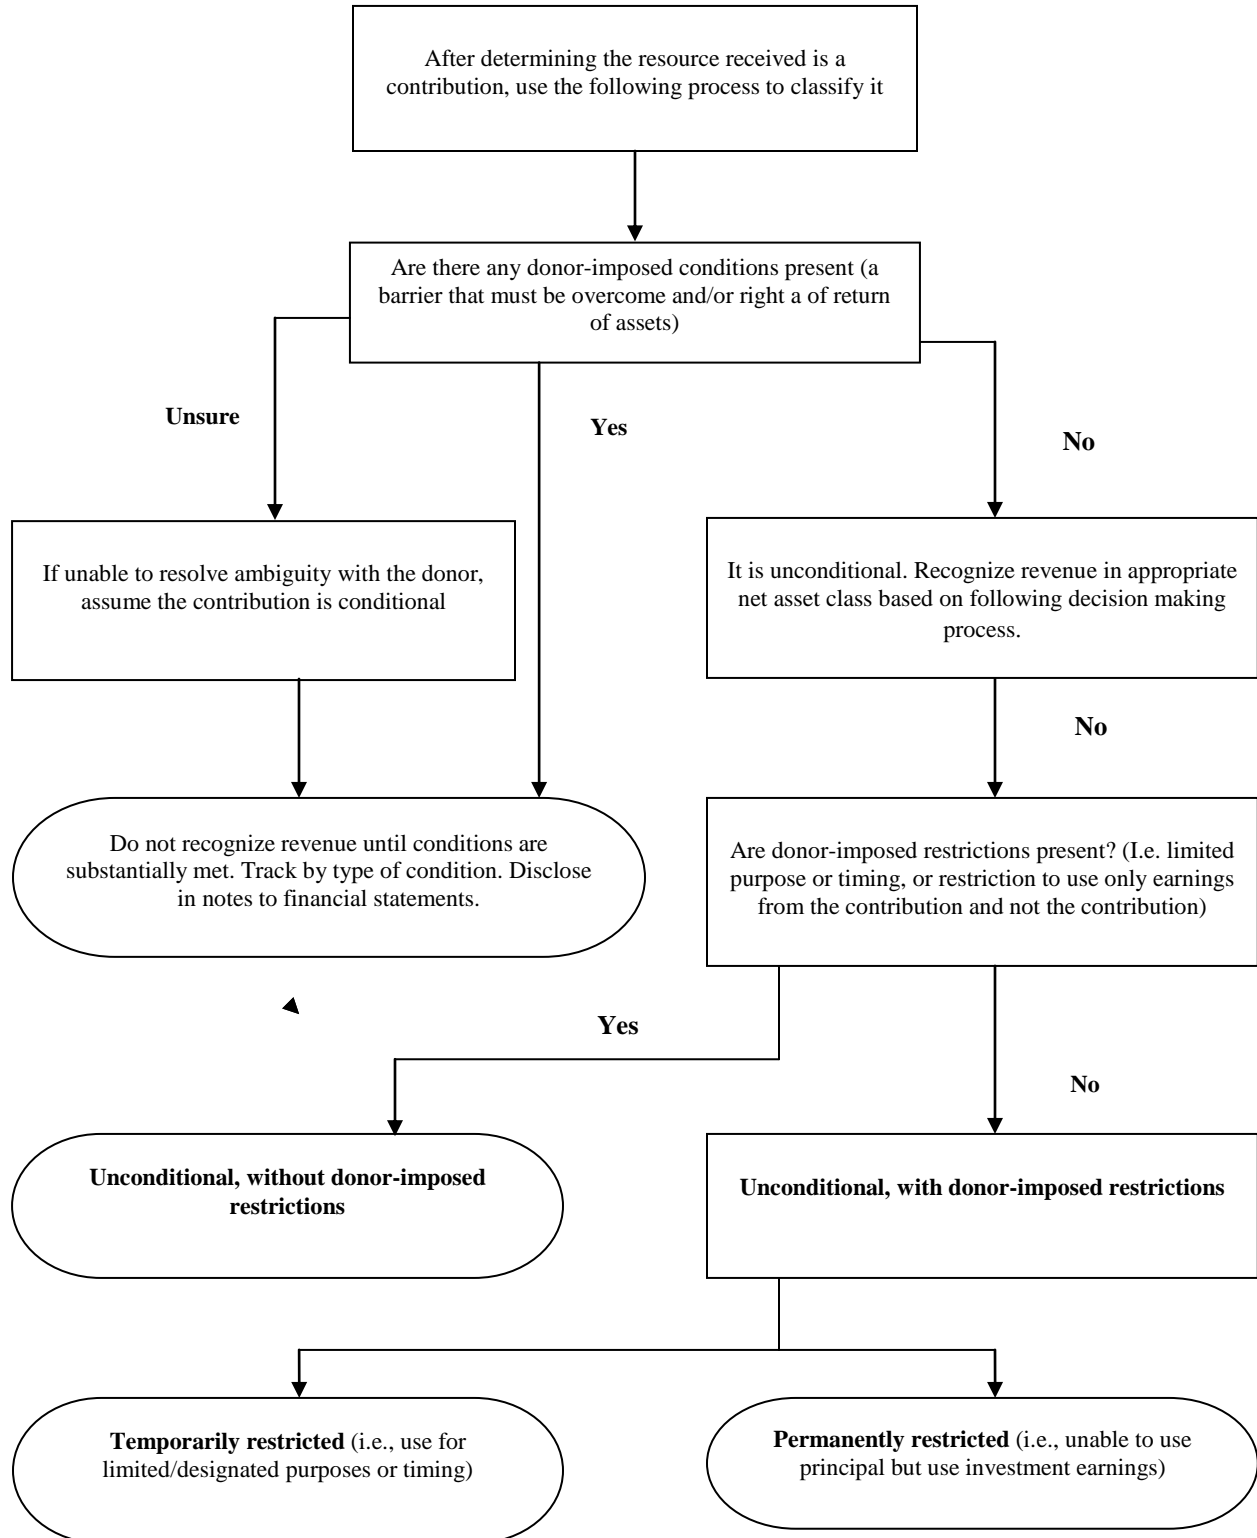 After determining the resource received is a
contribution, use the following process to classify it
Are there any donor-imposed conditions present (a
barrier that must be overcome and/or right a of return
of assets)
Unsure
Yes
No
If unable to resolve ambiguity with the donor,
assume the contribution is conditional
It is unconditional. Recognize revenue in appropriate
net asset class based on following decision making
process.
No
Do not recognize revenue until conditions are
substantially met. Track by type of condition. Disclose
in notes to financial statements.
Are donor-imposed restrictions present? (I.e. limited
purpose or timing, or restriction to use only earnings
from the contribution and not the contribution)
Yes
No
Unconditional, without donor-imposed
restrictions
Unconditional, with donor-imposed restrictions
Temporarily restricted (i.e., use for
limited/designated purposes or timing)
Permanently restricted (i.e., unable to use
principal but use investment earnings)